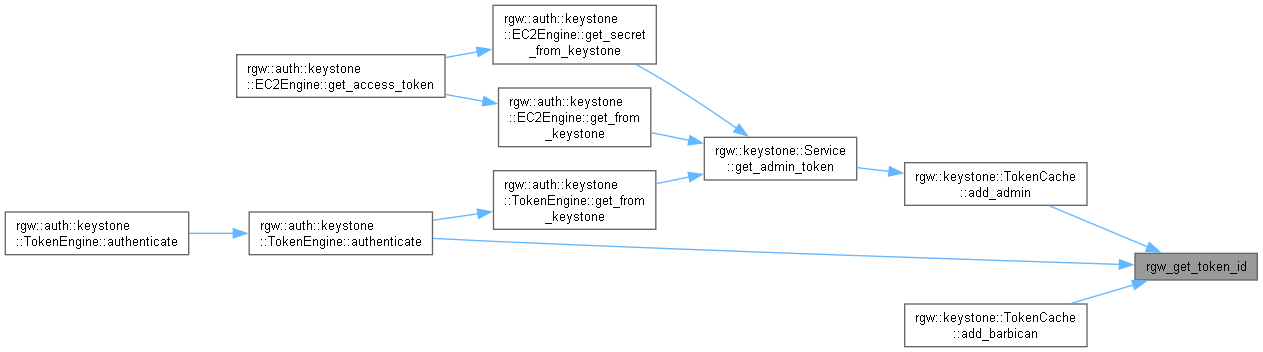 rgw::auth::keystone
::EC2Engine::get_secret
_from_keystone
rgw::auth::keystone
::EC2Engine::get_access_token
rgw::auth::keystone
::EC2Engine::get_from
_keystone
rgw::keystone::Service
::get_admin_token
rgw::keystone::TokenCache
::add_admin
rgw::auth::keystone
::TokenEngine::get_from
_keystone
rgw::auth::keystone
::TokenEngine::authenticate
rgw::auth::keystone
::TokenEngine::authenticate
rgw_get_token_id
rgw::keystone::TokenCache
::add_barbican